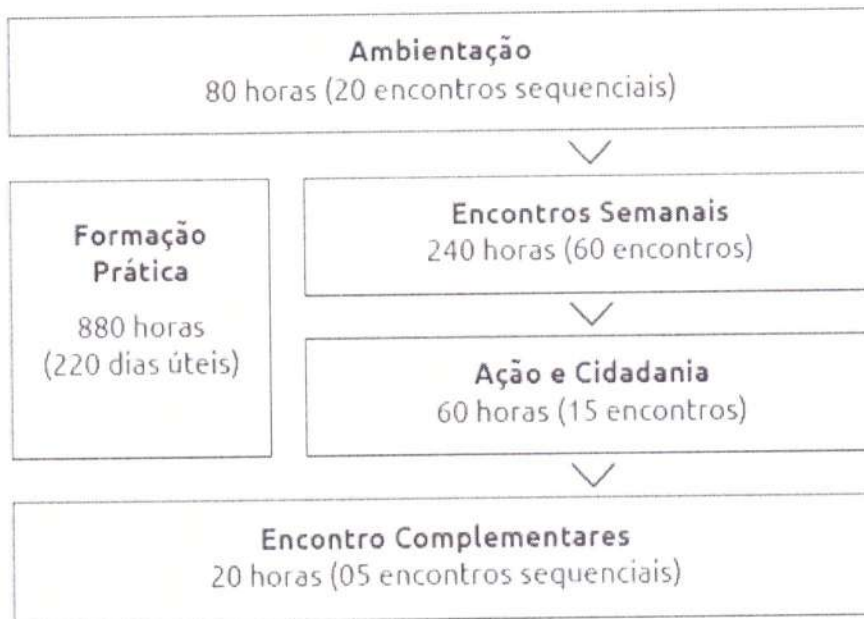 Ambientação
80 horas (20 encontros sequenciais)
Formação
Prática
880 horas
(220 dias úteis)
Encontros Semanais
240 horas (60 encontros)
Ação e Cidadania
60 horas (15 encontros)
Encontro Complementares
20 horas (05 encontros sequenciais)